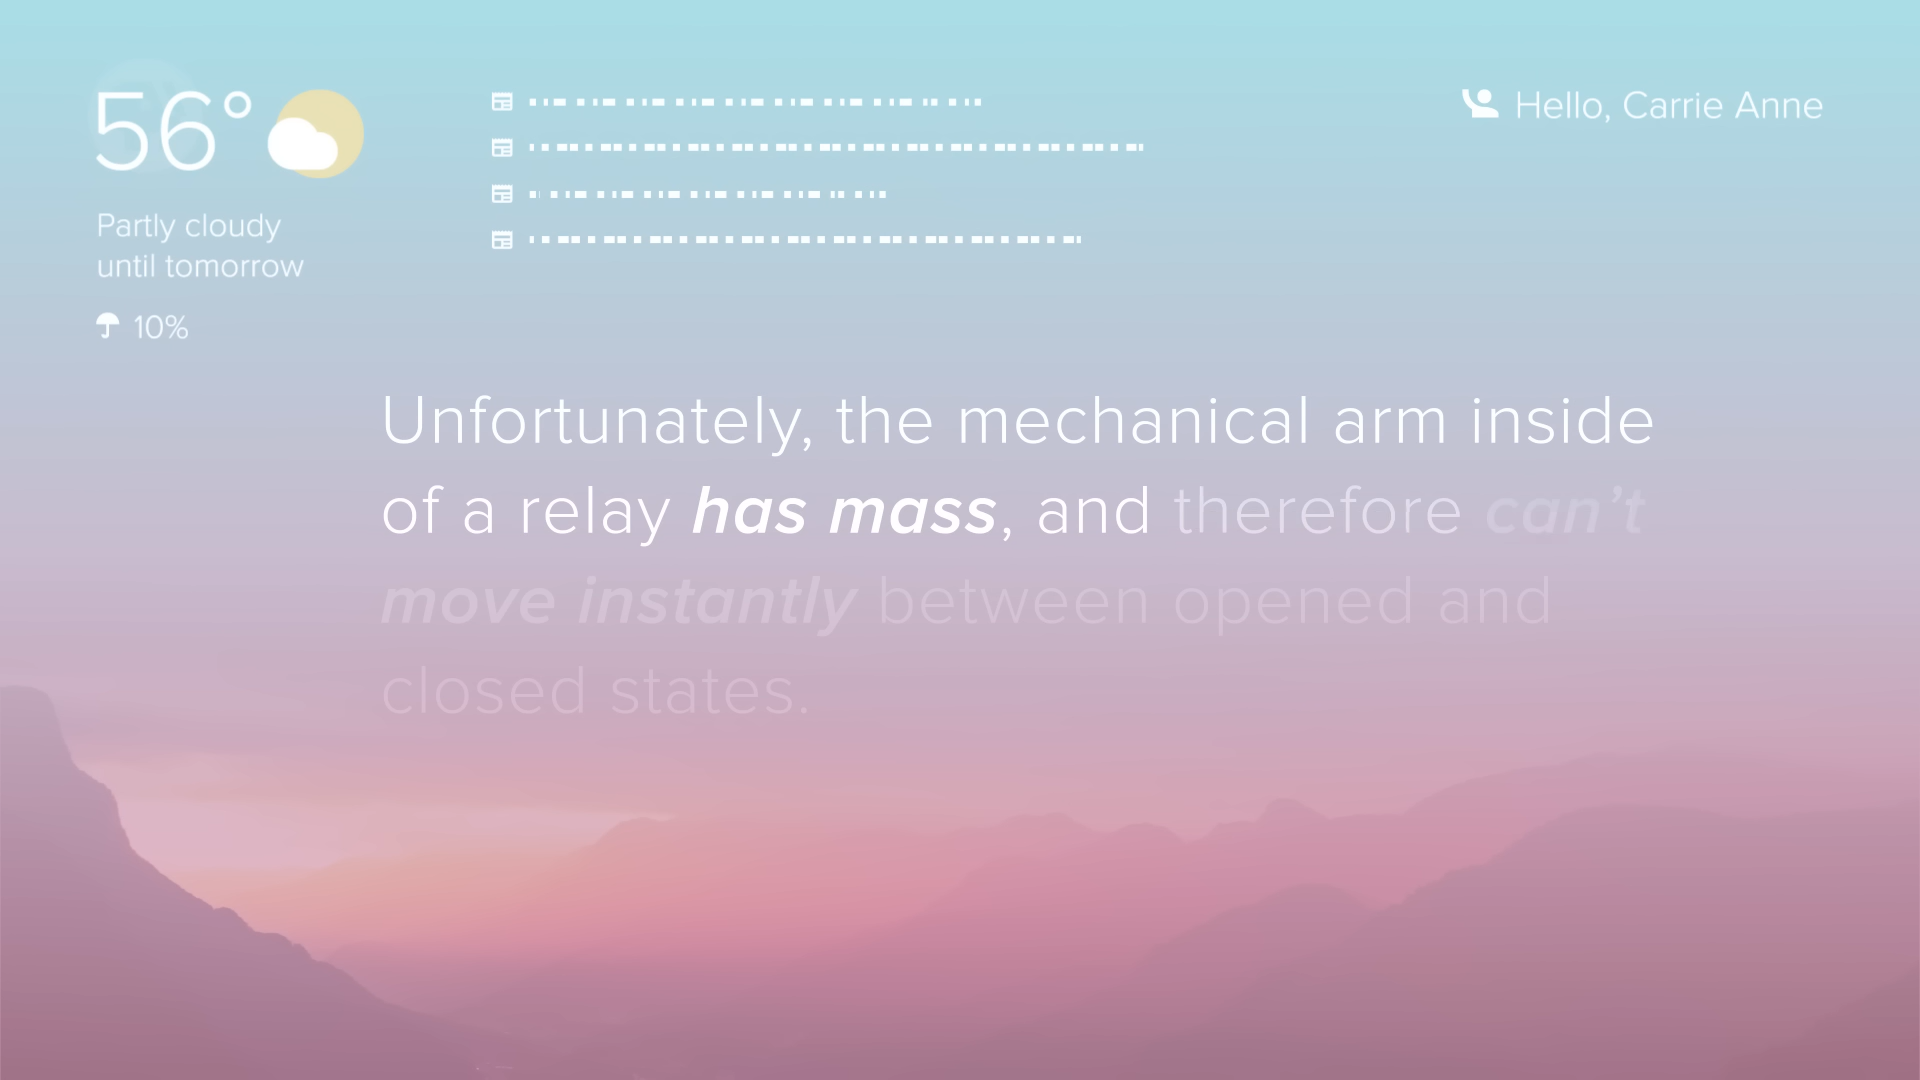 56°
Partly cloudy
until tomorrow
10%
Hello, Carrie Anne
Unfortunately, the mechanical arm inside
of a relay has mass, and therefore can’t
move instantly between opened and
closed states.